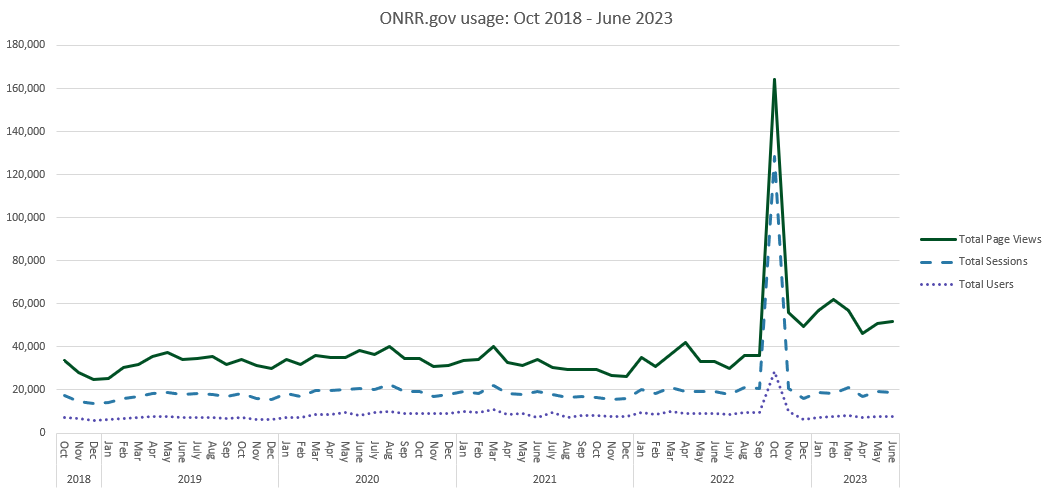 ONRR.gov usage: Oct 2018 - June 2023
180,000
160,000
140,000
120,000
100,000
80,000
60,000
40,000
20,000
0
Total Page Views
Total Sessions
Total Users
Oct Nov Dec Jan Feb Mar Apr May June July Aug Sep Oct Nov Dec Jan Feb Mar Apr May June July Aug Sep Oct Nov Dec Jan Feb Mar Apr May June July Aug Sep Oct Nov Dec Jan Feb Mar Apr May June July Aug Sep Oct Nov Dec Jan Feb Mar Apr May June
2018 2019 2020 2021 2022 2023